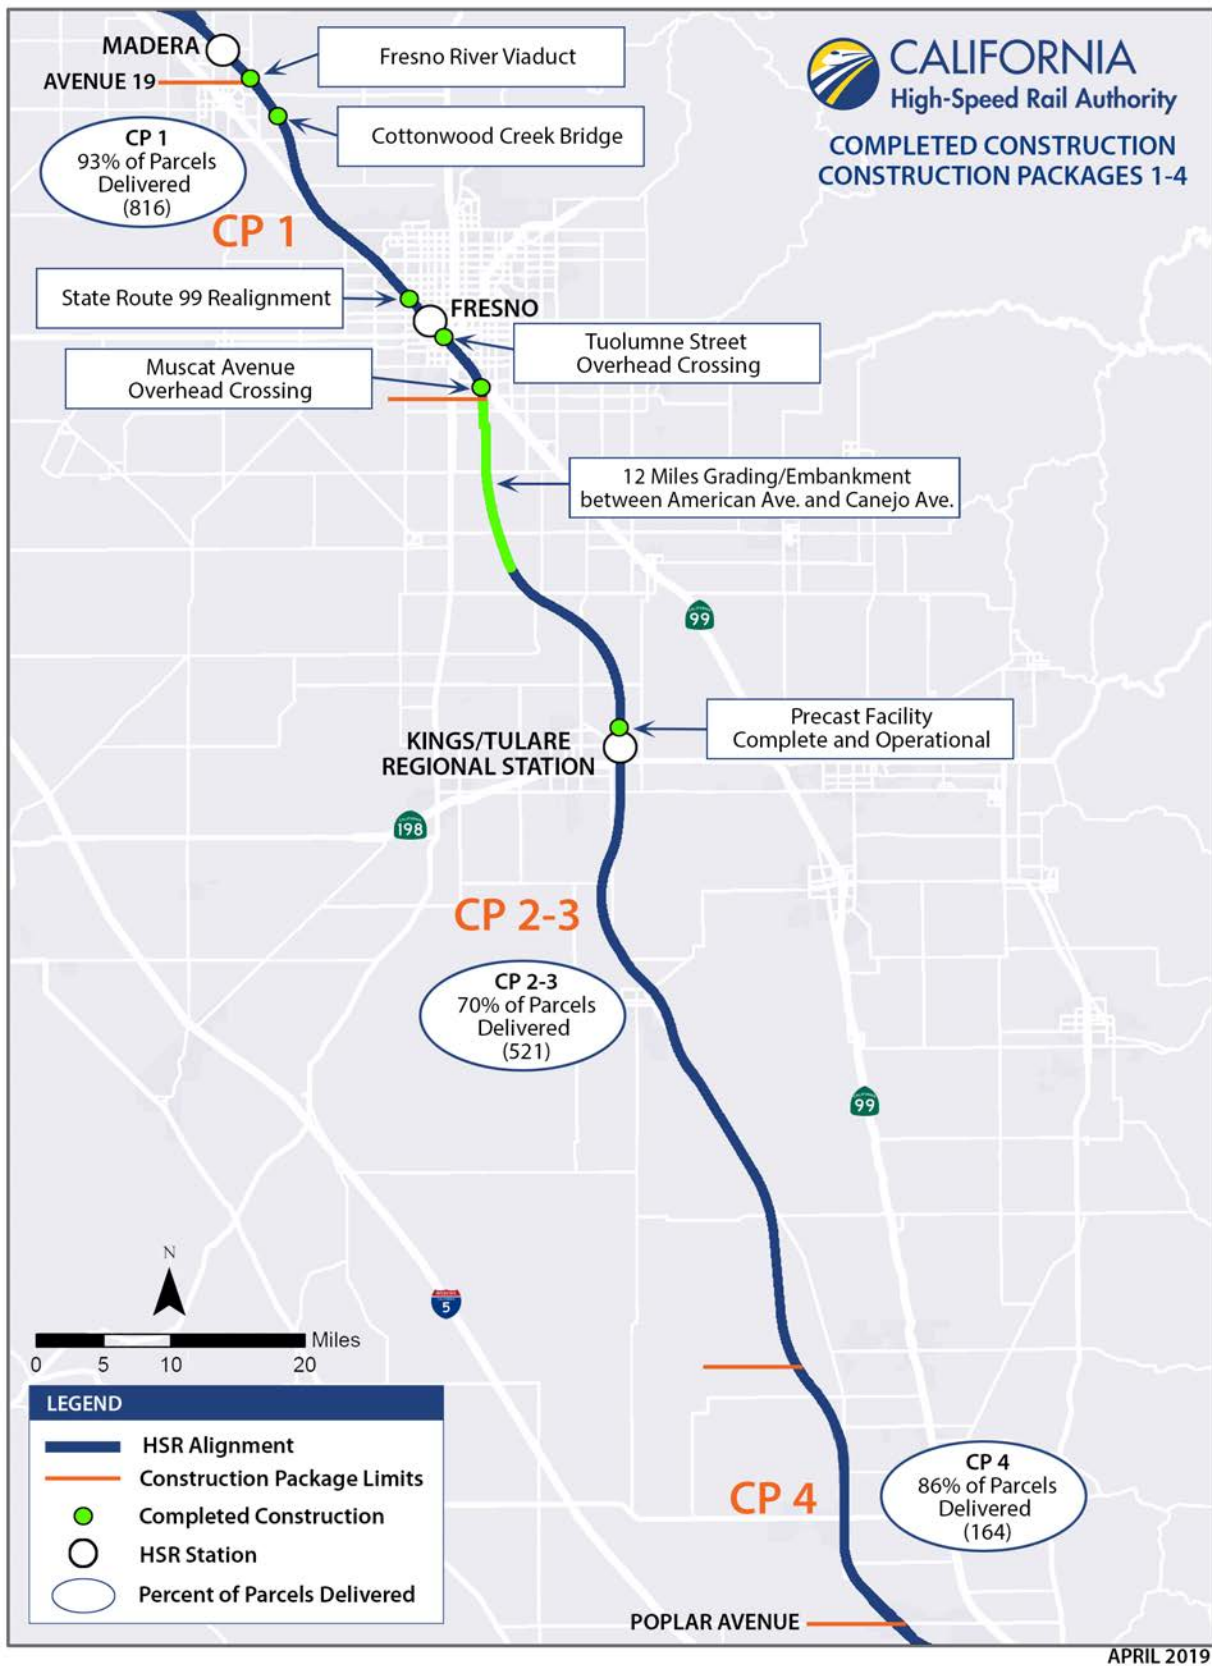 MADERA
AVENUE 19
Fresno River Viaduct
Cottonwood Creek Bridge
CALIFORNIA
High-Speed Rail Authority
COMPLETED CONSTRUCTION
CONSTRUCTION PACKAGES 1-4
CP 1
93% of Parcels
Delivered
(816)
CP 1
State Route 99 Realignment
FRESNO
Tuolumne Street
Overhead Crossing
Muscat Avenue
Overhead Crossing
12 Miles Grading/Embankment
between American Ave. and Canejo Ave.
99
Precast Facility
Complete and Operational
KINGS/TULARE
REGIONAL STATION
198
CP 2-3
CP 2-3
70% of Parcels
Delivered
(521)
99
N
5
Miles
0 5 10 20
LEGEND
HSR Alignment
Construction Package Limits
Completed Construction
HSR Station
Percent of Parcels Delivered
CP 4
CP 4
86% of Parcels
Delivered
(164)
POPLAR AVENUE
APRIL 2019